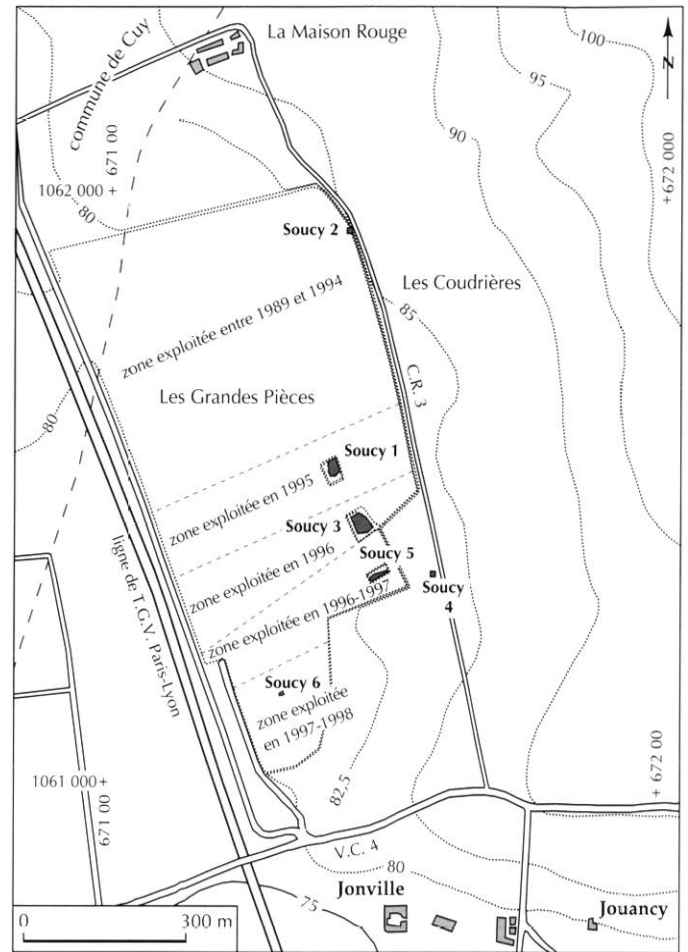 La Maison Rouge
N
100
95
90
commune de Cuy
671 00
1062 000 +
80
+672 000
Soucy 2
Les Coudrières
85
zone exploitée entre 1989 et 1994
C.R. 3
Les Grandes Pièces
80
Soucy 1
zone exploitée en 1995
Soucy 3
zone exploitée en 1996
Soucy 5
Soucy
4
zone exploitée en 1996-1997
ligne de T.G.V. Paris-Lyon
Soucy 6
zone exploitée
en 1997-1998
82,5
1061 000 +
671 00
+ 672 00
V.C. 4
80
75
Jonville
Jouancy
0 300 m